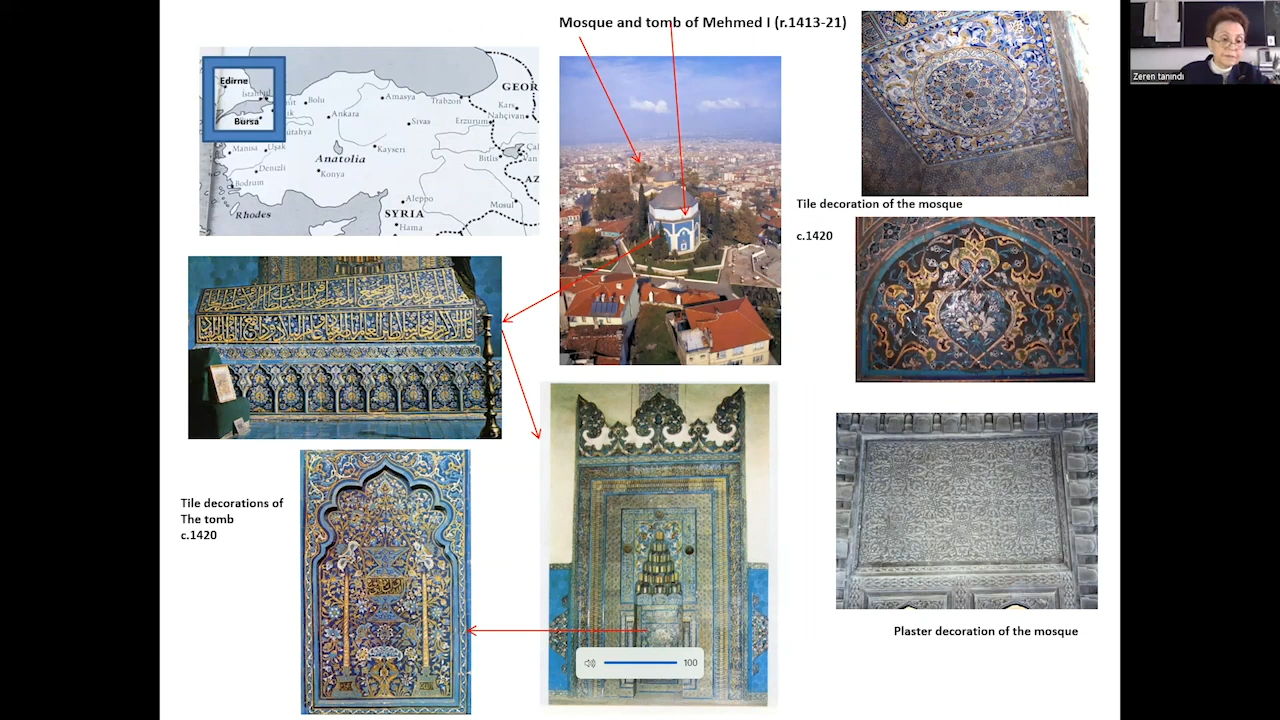 Mosque and tomb of Mehmed I (r.1413-21)
Zeren tanındı
Edirne
İstanbul
Bursa
Bolu
Amasya
Trabzon
GEOR
Kars
Nahçivan
Ankara
Sivas
Erzurum
Manisa
Uşak
Anatolia
Kayseri
Bitlis
Van
Denizli
Konya
AZ
Bodrum
Aleppo
Mosul
Rhodes
SYRIA
Hama
Tile decoration of the mosque
c.1420
Tile decorations of
The tomb
c.1420
Plaster decoration of the mosque
100